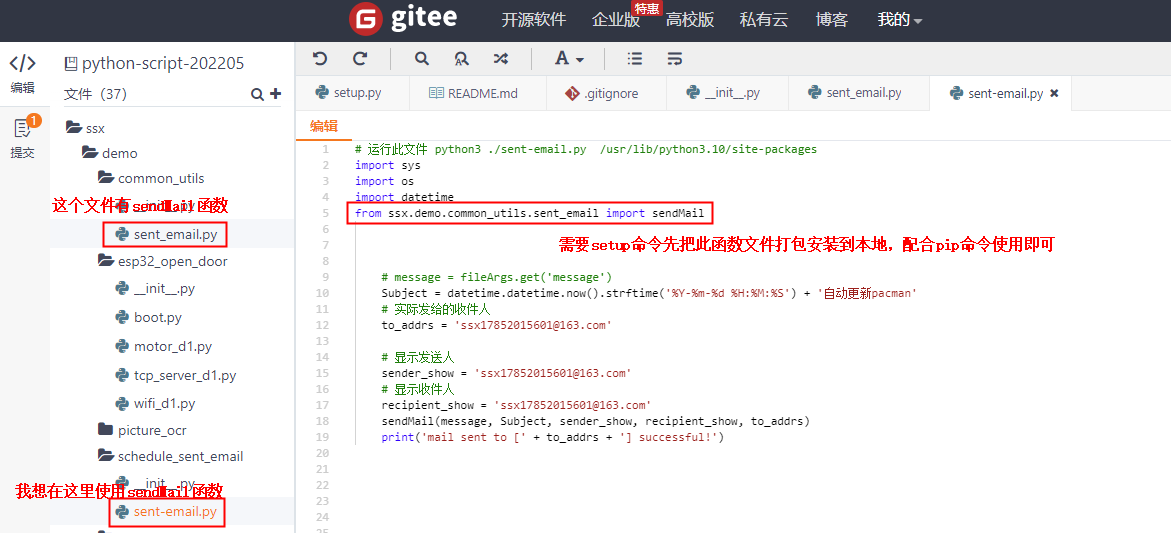 gitee
开源软件
企业版
特惠
高校版
私有云
博客
我的
编辑
提交
1
python-script-202205
文件（37）
ssx
demo
common_utils
这个文件有sendMail函数
sent_email.py
esp32_open_door
__init__.py
boot.py
motor_d1.py
tcp_server_d1.py
wifi_d1.py
picture_ocr
schedule_sent_email
__init__.py
我想在这里使用sendMail函数
sent-email.py
setup.py
README.md
.gitignore
__init__.py
sent_email.py
sent-email.py
编辑
1 # 运行此文件 python3 ./sent-email.py  /usr/lib/python3.10/site-packages
2 import sys
3 import os
4 import datetime
5 from ssx.demo.common_utils.sent_email import sendMail
6
需要setup命令先把此函数文件打包安装到本地，配合pip命令使用即可
7
8
9 # message = fileArgs.get('message')
10 Subject = datetime.datetime.now().strftime('%Y-%m-%d %H:%M:%S') + '自动更新pacman'
11 # 实际发给的收件人
12 to_addrs = 'ssx17852015601@163.com'
13
14 # 显示发送人
15 sender_show = 'ssx17852015601@163.com'
16 # 显示收件人
17 recipient_show = 'ssx17852015601@163.com'
18 sendMail(message, Subject, sender_show, recipient_show, to_addrs)
19 print('mail sent to [' + to_addrs + '] successful!')
20
21
22
23
24
25